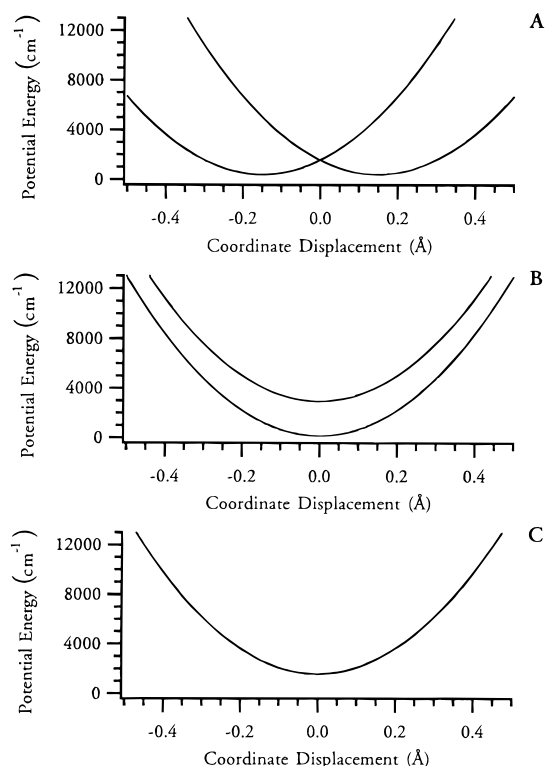 A
12000
8000
4000
0
Potential Energy (cm⁻¹)
-0.4 -0.2 0.0 0.2 0.4
Coordinate Displacement (Å)
B
12000
8000
4000
0
Potential Energy (cm⁻¹)
-0.4 -0.2 0.0 0.2 0.4
Coordinate Displacement (Å)
C
12000
8000
4000
0
Potential Energy (cm⁻¹)
-0.4 -0.2 0.0 0.2 0.4
Coordinate Displacement (Å)